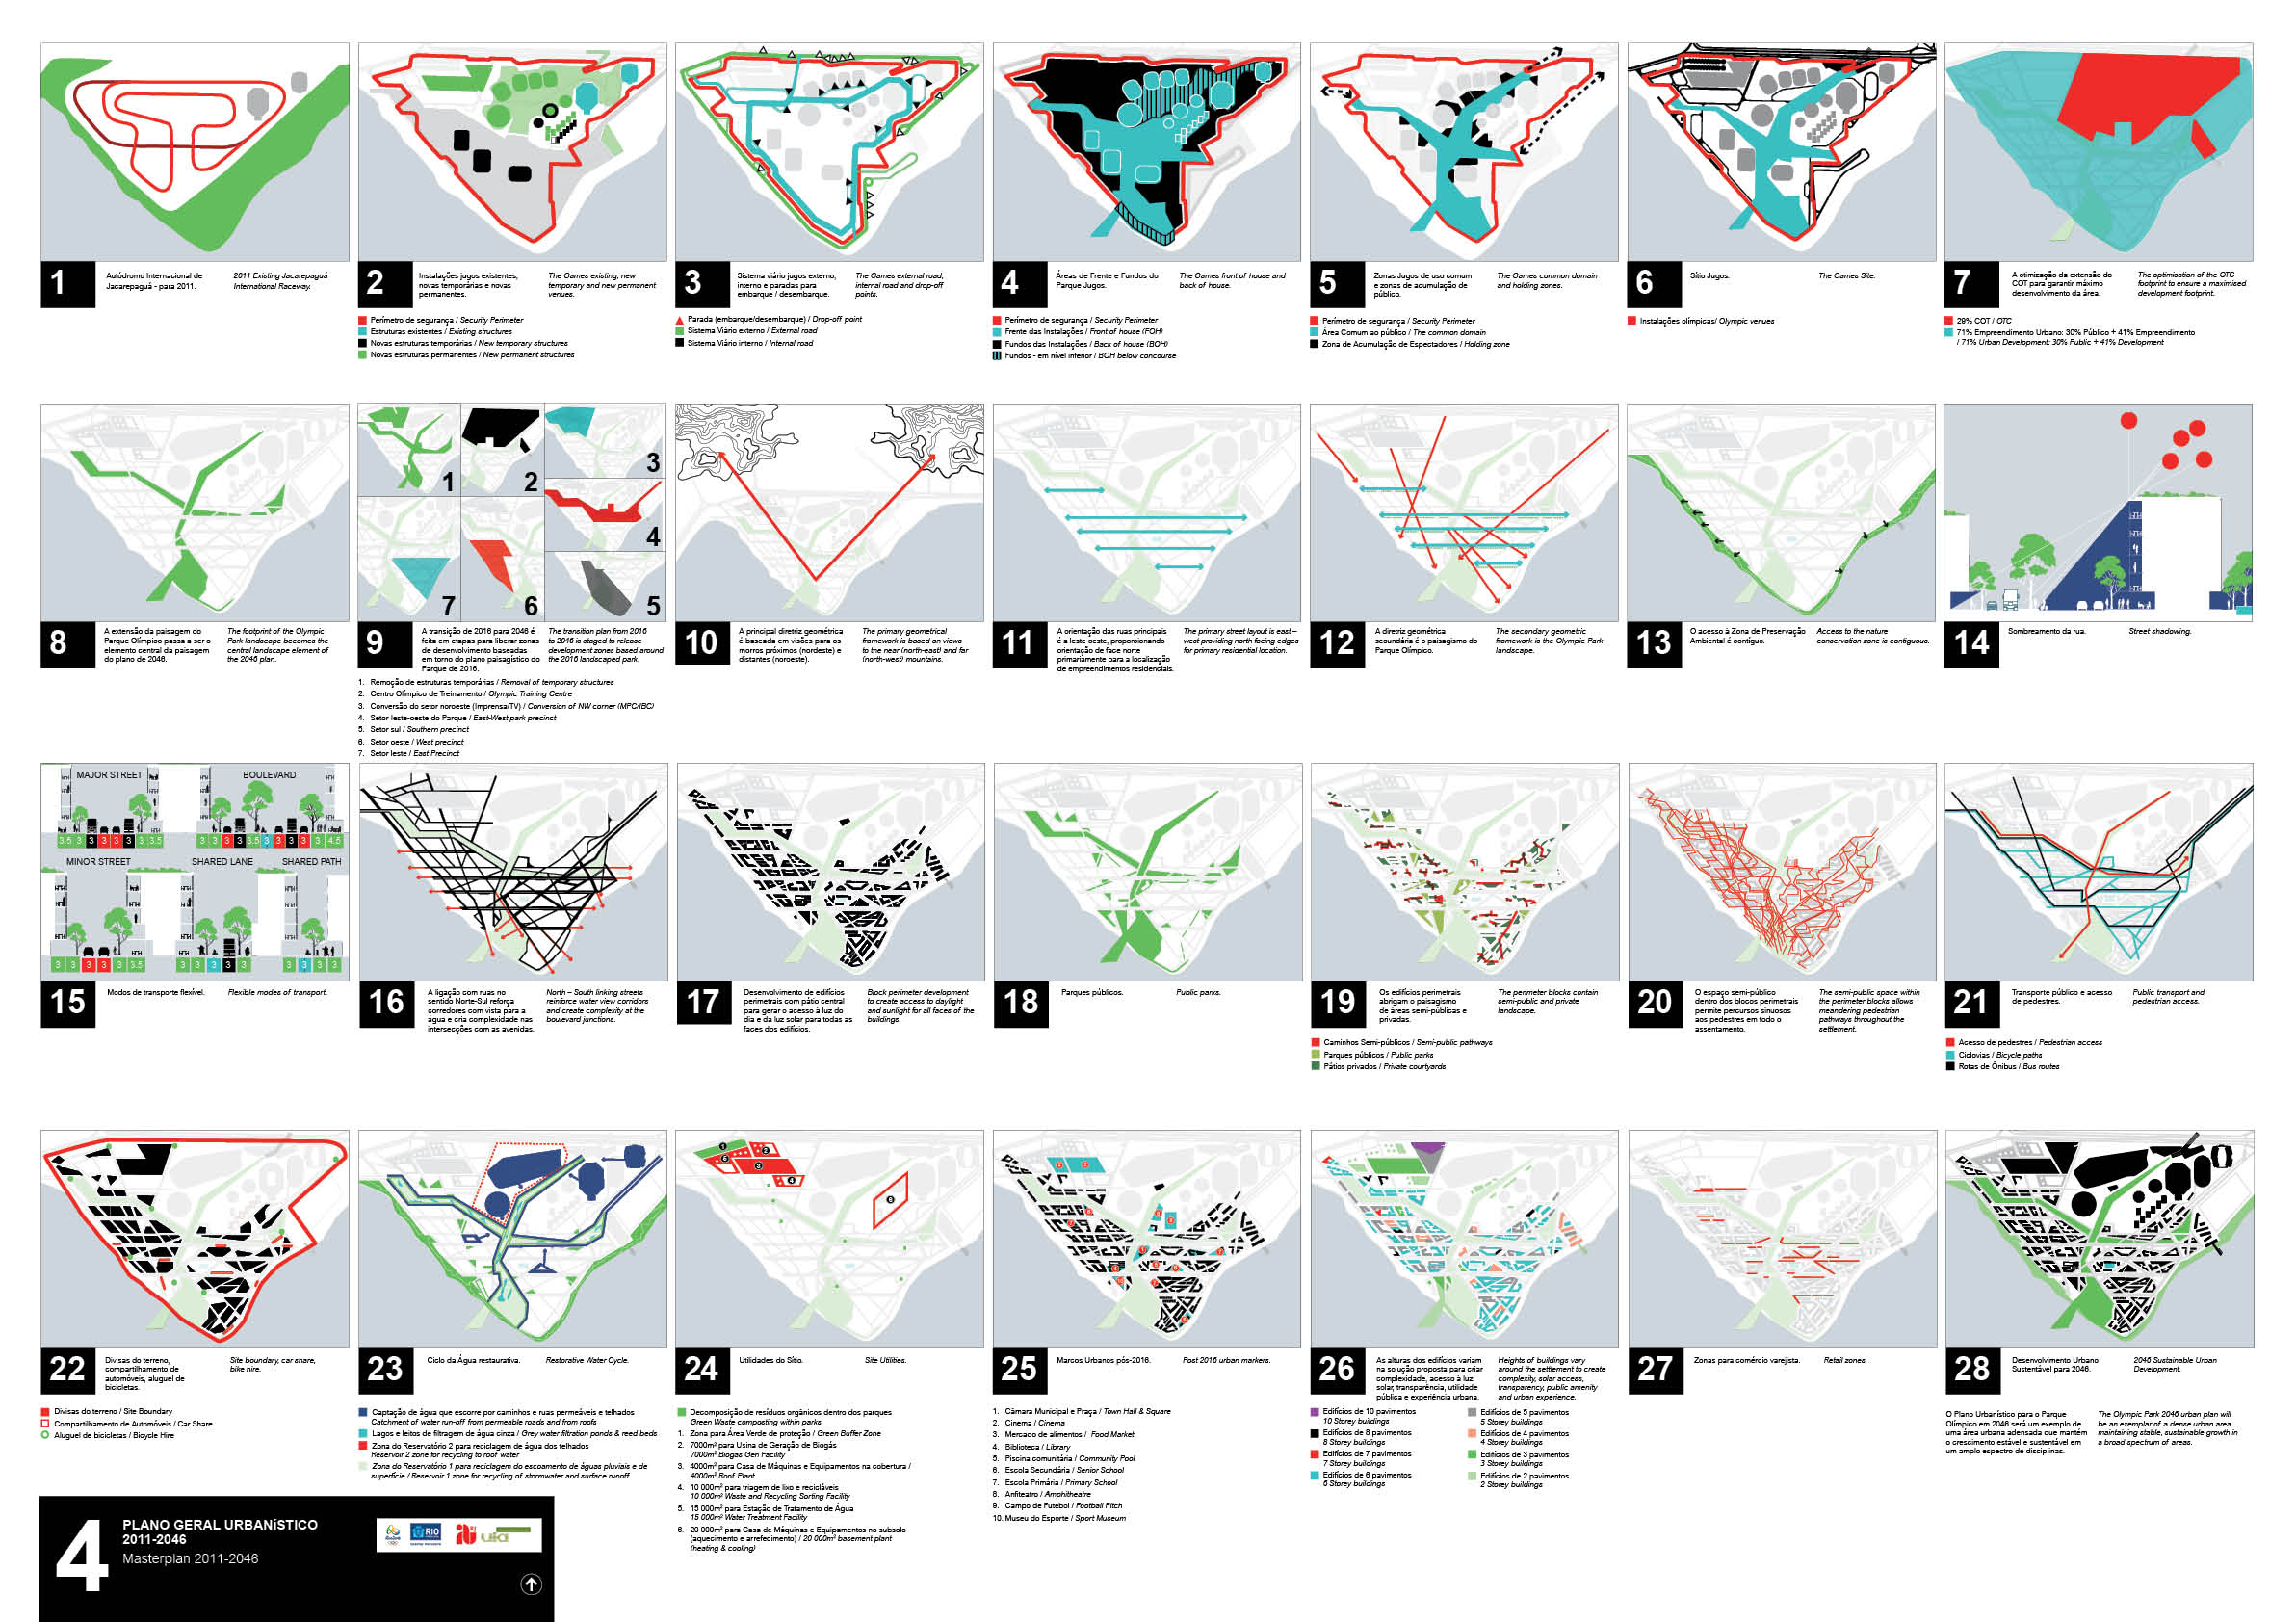 1
Autódromo Internacional de
Jacarepaguá - para 2011.
2011 Existing Jacarepaguá
International Raceway.
2
Instalações jugos existentes,
novas temporárias e novas
permanentes.
The Games existing, new
temporary and new permanent
venues.
Perímetro de segurança / Security Perimeter
Estruturas existentes / Existing structures
Novas estruturas temporárias / New temporary structures
Novas estruturas permanentes / New permanent structures
3
Sistema viário jugos externo,
interno e paradas para
embarque / desembarque.
The Games external road,
internal road and drop-off
points.
Parada (embarque/desembarque) / Drop-off point
Sistema Viário externo / External road
Sistema Viário interno / Internal road
4
Áreas de Frente e Fundos do
Parque Jugos.
The Games front of house and
back of house.
Perímetro de segurança / Security Perimeter
Frente das Instalações / Front of house (FOH)
Fundos das Instalações / Back of house (BOH)
Fundos - em nível inferior / BOH below concourse
5
Zonas Jugos de uso comum
e zonas de acumulação de
público.
The Games common domain
and holding zones.
Perímetro de segurança / Security Perimeter
Área Comum ao público / The common domain
Zona de Acumulação de Espectadores / Holding zone
6
Sítio Jugos.
The Games Site.
Instalações olímpicas/ Olympic venues
7
A otimização da extensão do
COT para garantir máximo
desenvolvimento da área.
The optimisation of the OTC
footprint to ensure a maximised
development footprint.
29% COT / OTC
71% Empreendimento Urbano: 30% Público + 41% Empreendimento
/ 71% Urban Development: 30% Public + 41% Development
8
A extensão da paisagem do
Parque Olímpico passa a ser o
elemento central da paisagem
do plano de 2046.
The footprint of the Olympic
Park landscape becomes the
central landscape element of
the 2046 plan.
1
2
3
4
7
6
5
9
A transição de 2016 para 2046 é
feita em etapas para liberar zonas
de desenvolvimento baseadas
em torno do plano paisagístico do
Parque de 2016.
The transition plan from 2016
to 2046 is staged to release
development zones based around
the 2016 landscaped park.
1. Remoção de estruturas temporárias / Removal of temporary structures
2. Centro Olímpico de Treinamento / Olympic Training Centre
3. Conversão do setor noroeste (Imprensa/TV) / Conversion of NW corner (MPC/IBC)
4. Setor leste-oeste do Parque / East-West park precinct
5. Setor sul / Southern precinct
6. Setor oeste / West precinct
7. Setor leste / East Precinct
10
A principal diretriz geométrica
é baseada em visões para os
morros próximos (nordeste) e
distantes (noroeste).
The primary geometrical
framework is based on views
to the near (north-east) and far
(north-west) mountains.
11
A orientação das ruas principais
é a leste-oeste, proporcionando
orientação de face norte
primariamente para a localização
de empreendimentos residenciais.
The primary street layout is east–
west providing north facing edges
for primary residential location.
12
A diretriz geométrica
secundária é o paisagismo do
Parque Olímpico.
The secondary geometric
framework is the Olympic Park
landscape.
13
O acesso à Zona de Preservação
Ambiental é contíguo.
Access to the nature
conservation zone is contiguous.
14
Sombreamento da rua.
Street shadowing.
MAJOR STREET
BOULEVARD
3.5 3 3 3 3 3 3 3.5
3 3 3 3 3.5 3 3 3 3 3 4.5
MINOR STREET
SHARED LANE
SHARED PATH
3 3 3 3 3 3.5
3 3 3 3 3
3 3 3 3
15
Modos de transporte flexível.
Flexible modes of transport.
16
A ligação com ruas no
sentido Norte-Sul reforça
corredores com vista para a
água e cria complexidade nas
intersecções com as avenidas.
North – South linking streets
reinforce water view corridors
and create complexity at the
boulevard junctions.
17
Desenvolvimento de edifícios
perimetrais com pátio central
para gerar o acesso à luz do
dia e da luz solar para todas as
faces dos edifícios.
Block perimeter development
to create access to daylight
and sunlight for all faces of the
buildings.
18
Parques públicos.
Public parks.
19
Os edifícios perimetrais
abrigam o paisagismo
de áreas semi-públicas e
privadas.
The perimeter blocks contain
semi-public and private
landscape.
Caminhos Semi-públicos / Semi-public pathways
Parques públicos / Public parks
Pátios privados / Private courtyards
20
O espaço semi-público
dentro dos blocos perimetrais
permite percursos sinuosos
aos pedestres em todo o
assentamento.
The semi-public space within
the perimeter blocks allows
meandering pedestrian
pathways throughout the
settlement.
21
Transporte público e acesso
de pedestres.
Public transport and
pedestrian access.
Acesso de pedestres / Pedestrian access
Ciclovias / Bicycle paths
Rotas de Ônibus / Bus routes
22
Divisas do terreno,
compartilhamento de
automóveis, aluguel de
bicicletas.
Site boundary, car share,
bike hire.
Divisas do terreno / Site Boundary
Compartilhamento de Automóveis / Car Share
Aluguel de bicicletas / Bicycle Hire
23
Ciclo da Água restaurativa.
Restorative Water Cycle.
Captação de água que escorre por caminhos e ruas permeáveis e telhados
Catchment of water run-off from permeable roads and from roofs
Lagos e leitos de filtragem de água cinza / Grey water filtration ponds & reed beds
Zona do Reservatório 2 para reciclagem de água dos telhados
Reservoir 2 zone for recycling to roof water
Zona do Reservatório 1 para reciclagem do escoamento de águas pluviais e de
superfície / Reservoir 1 zone for recycling of stormwater and surface runoff
24
Utilidades do Sítio.
Site Utilities.
Decomposição de resíduos orgânicos dentro dos parques
Green Waste composting within parks
1. Zona para Área Verde de proteção / Green Buffer Zone
2. 7000m² para Usina de Geração de Biogás
7000m² Biogas Gen Facility
3. 4000m² para Casa de Máquinas e Equipamentos na cobertura /
4000m² Roof Plant
4. 10 000m² para triagem de lixo e recicláveis
10 000m² Waste and Recycling Sorting Facility
5. 15 000m² para Estação de Tratamento de Água
15 000m² Water Treatment Facility
6. 20 000m² para Casa de Máquinas e Equipamentos no subsolo
(aquecimento e arrefecimento) / 20 000m² basement plant
(heating & cooling)
25
Marcos Urbanos pós-2016.
Post 2016 urban markers.
1. Câmara Municipal e Praça / Town Hall & Square
2. Cinema / Cinema
3. Mercado de alimentos / Food Market
4. Biblioteca / Library
5. Piscina comunitária / Community Pool
6. Escola Secundária / Senior School
7. Escola Primária / Primary School
8. Anfiteatro / Amphitheatre
9. Campo de Futebol / Football Pitch
10. Museu do Esporte / Sport Museum
26
As alturas dos edifícios variam
na solução proposta para criar
complexidade, acesso à luz
solar, transparência, utilidade
pública e experiência urbana.
Heights of buildings vary
around the settlement to create
complexity, solar access,
transparency, public amenity
and urban experience.
Edifícios de 10 pavimentos
10 Storey buildings
Edifícios de 8 pavimentos
8 Storey buildings
Edifícios de 7 pavimentos
7 Storey buildings
Edifícios de 6 pavimentos
6 Storey buildings
Edifícios de 5 pavimentos
5 Storey buildings
Edifícios de 4 pavimentos
4 Storey buildings
Edifícios de 3 pavimentos
3 Storey buildings
Edifícios de 2 pavimentos
2 Storey buildings
27
Zonas para comércio varejista.
Retail zones.
28
Desenvolvimento Urbano
Sustentável para 2046.
2046 Sustainable Urban
Development.
O Plano Urbanístico para o Parque
Olímpico em 2046 será um exemplo de
uma área urbana adensada que mantém
o crescimento estável e sustentável em
um amplo espectro de disciplinas.
The Olympic Park 2046 urban plan will
be an exemplar of a dense urban area
maintaining stable, sustainable growth in
a broad spectrum of areas.
4
PLANO GERAL URBANíSTICO
2011-2046
Masterplan 2011-2046
RIO
uia